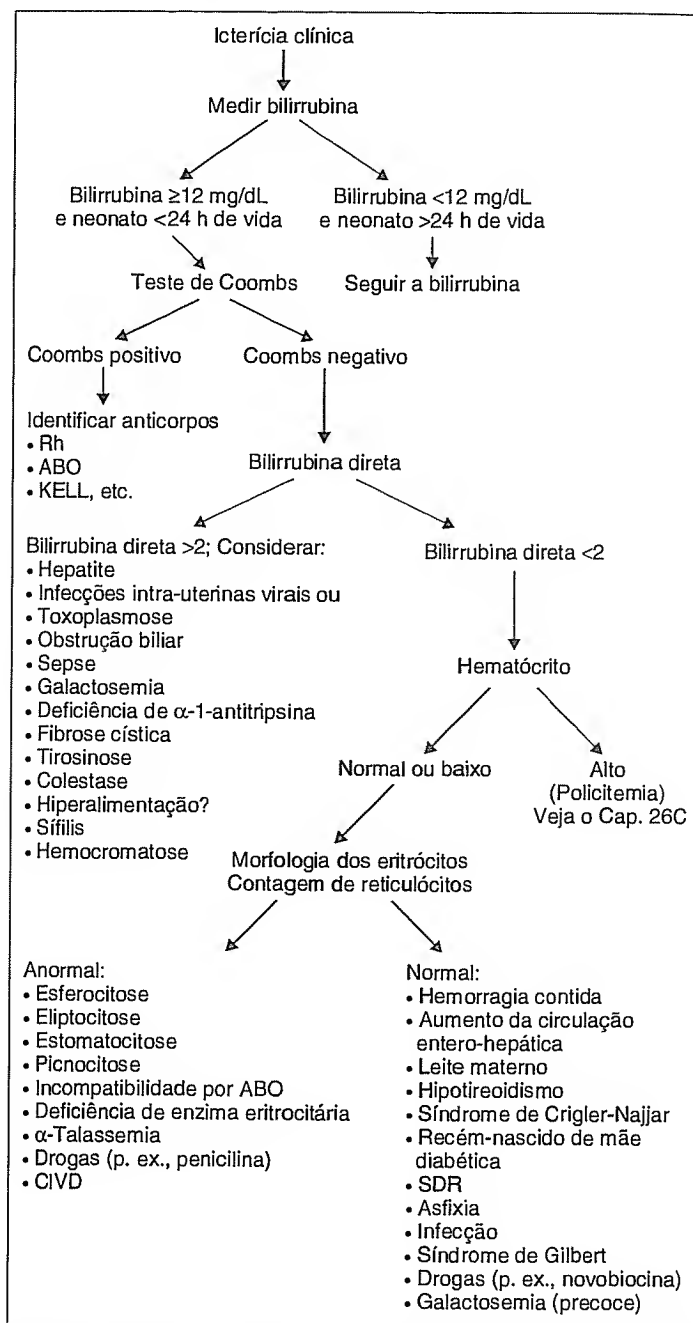 Icterícia clínica
Medir bilirrubina
Bilirrubina ≥12 mg/dL
e neonato <24 h de vida
Bilirrubina <12 mg/dL
e neonato >24 h de vida
Teste de Coombs
Seguir a bilirrubina
Coombs positivo
Coombs negativo
Identificar anticorpos
• Rh
• ABO
• KELL, etc.
Bilirrubina direta
Bilirrubina direta >2; Considerar:
• Hepatite
• Infecções intra-uterinas virais ou
• Toxoplasmose
• Obstrução biliar
• Sepse
• Galactosemia
• Deficiência de α-1-antitripsina
• Fibrose cística
• Tirosinose
• Colestase
• Hiperalimentação?
• Sífilis
• Hemocromatose
Bilirrubina direta <2
Hematócrito
Normal ou baixo
Alto
(Policitemia)
Veja o Cap. 26C
Morfologia dos eritrócitos
Contagem de reticulócitos
Anormal:
• Esferocitose
• Eliptocitose
• Estomatocitose
• Picnocitose
• Incompatibilidade por ABO
• Deficiência de enzima eritrocitária
• α-Talassemia
• Drogas (p. ex., penicilina)
• CIVD
Normal:
• Hemorragia contida
• Aumento da circulação
entero-hepática
• Leite materno
• Hipotireoidismo
• Síndrome de Crigler-Najjar
• Recém-nascido de mãe
diabética
• SDR
• Asfixia
• Infecção
• Síndrome de Gilbert
• Drogas (p. ex., novobiocina)
• Galactosemia (precoce)